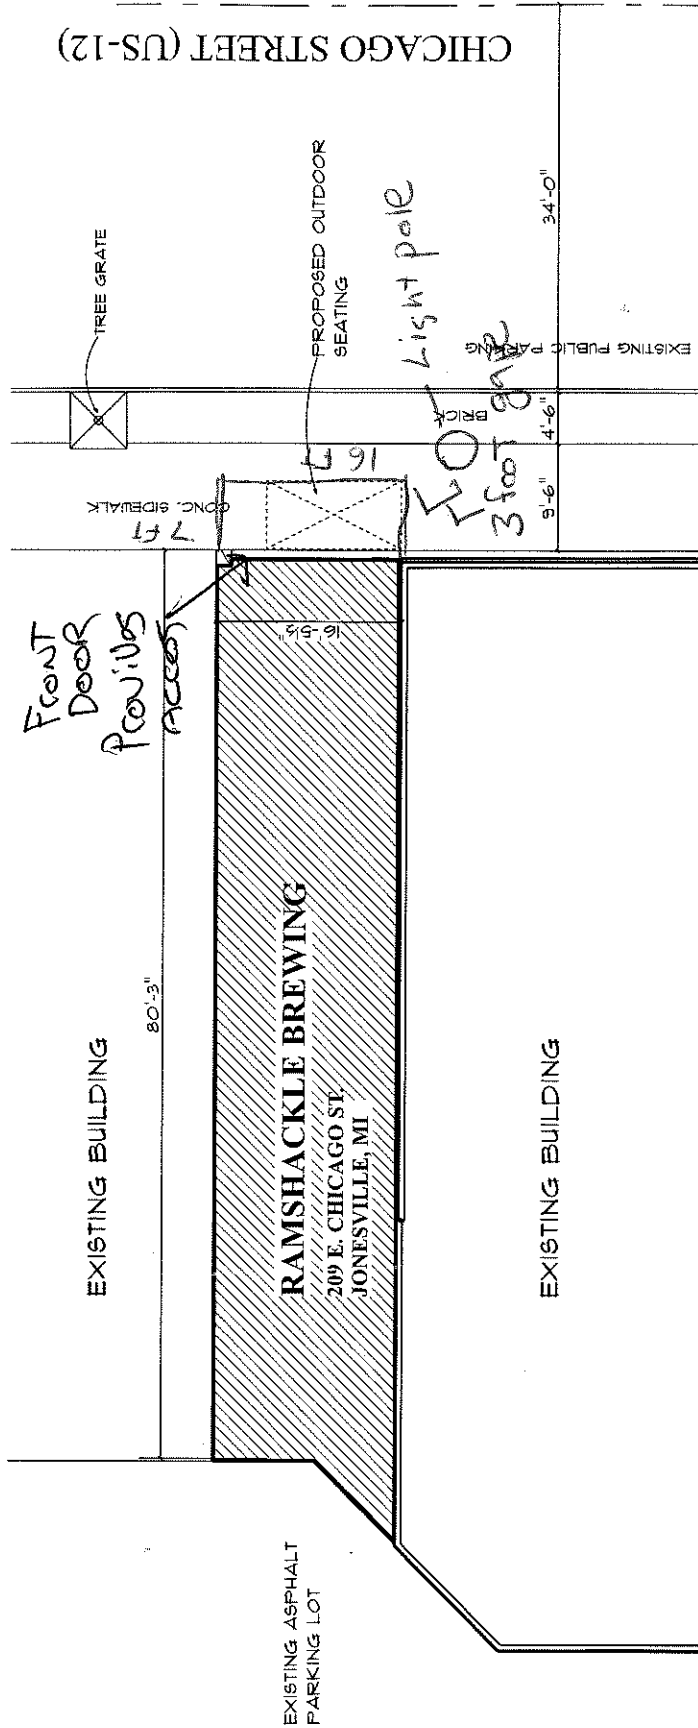 CHICAGO STREET (US-12)
TREE GRATE
PROPOSED OUTDOOR
SEATING
Light pole
34'-0"
EXISTING PUBLIC PARKING
BRICK
4'-6"
16 FT
3 foot gate
9'-6"
CONC. SIDEWALK
7 FT
FRONT
DOOR
Provides
Access
16'-5½"
80'-3"
EXISTING BUILDING
RAMSHACKLE BREWING
209 E. CHICAGO ST.
JONESVILLE, MI
EXISTING BUILDING
EXISTING ASPHALT
PARKING LOT